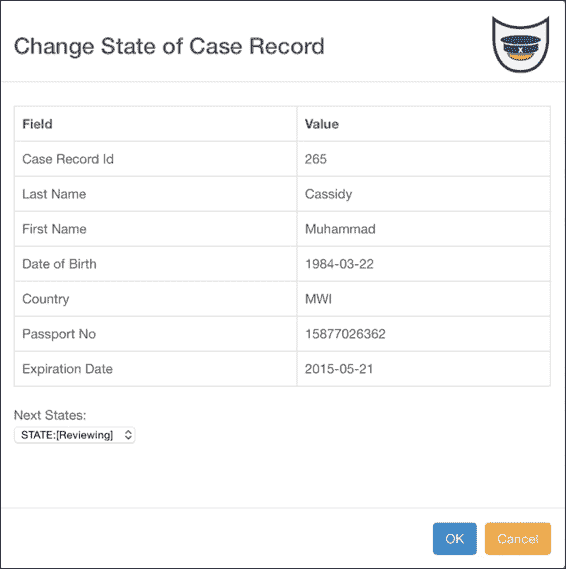 Change State of Case Record
Field Value
Case Record Id 265
Last Name Cassidy
First Name Muhammad
Date of Birth 1984-03-22
Country MWI
Passport No 15877026362
Expiration Date 2015-05-21
Next States:
STATE:[Reviewing]
OK Cancel